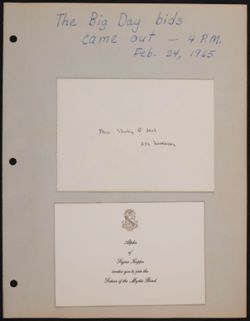 The Big Day bids
came out — 4 P.M.
Feb. 24, 1965
Alpha
of
Sigma Kappa
invites you to join the
Sisters of the Mystic Bond